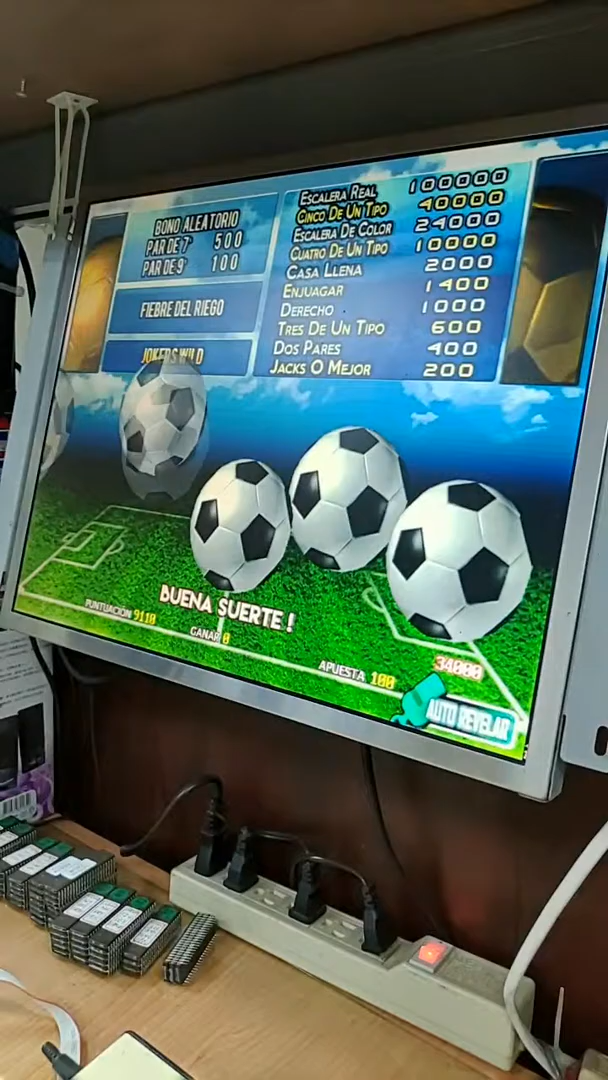 BONO ALEATORIO
PAR DE 7' 500
PAR DE 9' 100
FIEBRE DEL RIEGO
JOKERS WILD
ESCALERA REAL 100000
CINCO DE UN TIPO 40000
ESCALERA DE COLOR 24000
CUATRO DE UN TIPO 10000
CASA LLENA 2000
ENJUAGAR 1400
DERECHO 1000
TRES DE UN TIPO 600
DOS PARES 400
JACKS O MEJOR 200
BUENA SUERTE !
PUNTUACIÓN 9110
GANAR 0
APUESTA 100
34000
AUTO REVELAR